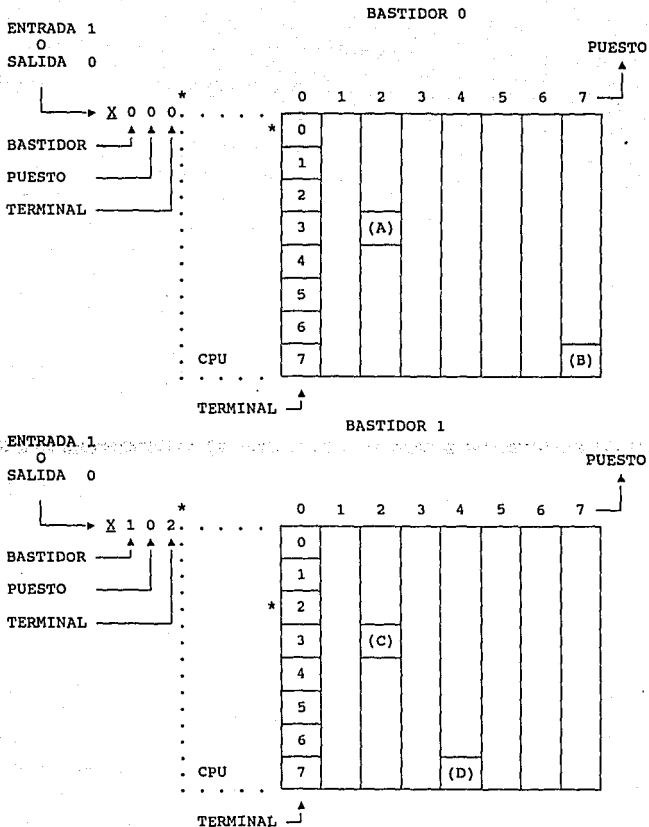 BASTIDOR 0
ENTRADA 1
O
SALIDA 0
PUESTO
* 0 1 2 3 4 5 6 7
X 0 0 0
* 0
BASTIDOR
1
PUESTO
2
TERMINAL
3 (A)
4
5
6
CPU 7 (B)
TERMINAL
BASTIDOR 1
ENTRADA 1
O
SALIDA 0
PUESTO
* 0 1 2 3 4 5 6 7
X 1 0 2
0
BASTIDOR
1
PUESTO
* 2
TERMINAL
3 (C)
4
5
6
CPU 7 (D)
TERMINAL